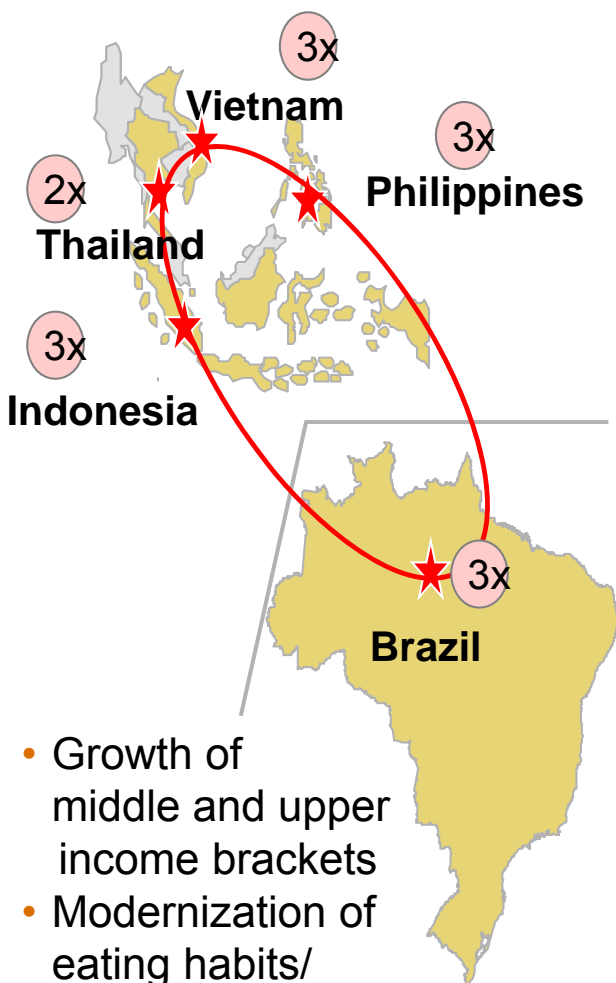 3x
Vietnam
3x
Philippines
2x
Thailand
3x
Indonesia
3x
Brazil
• Growth of
middle and upper
income brackets
• Modernization of
eating habits/